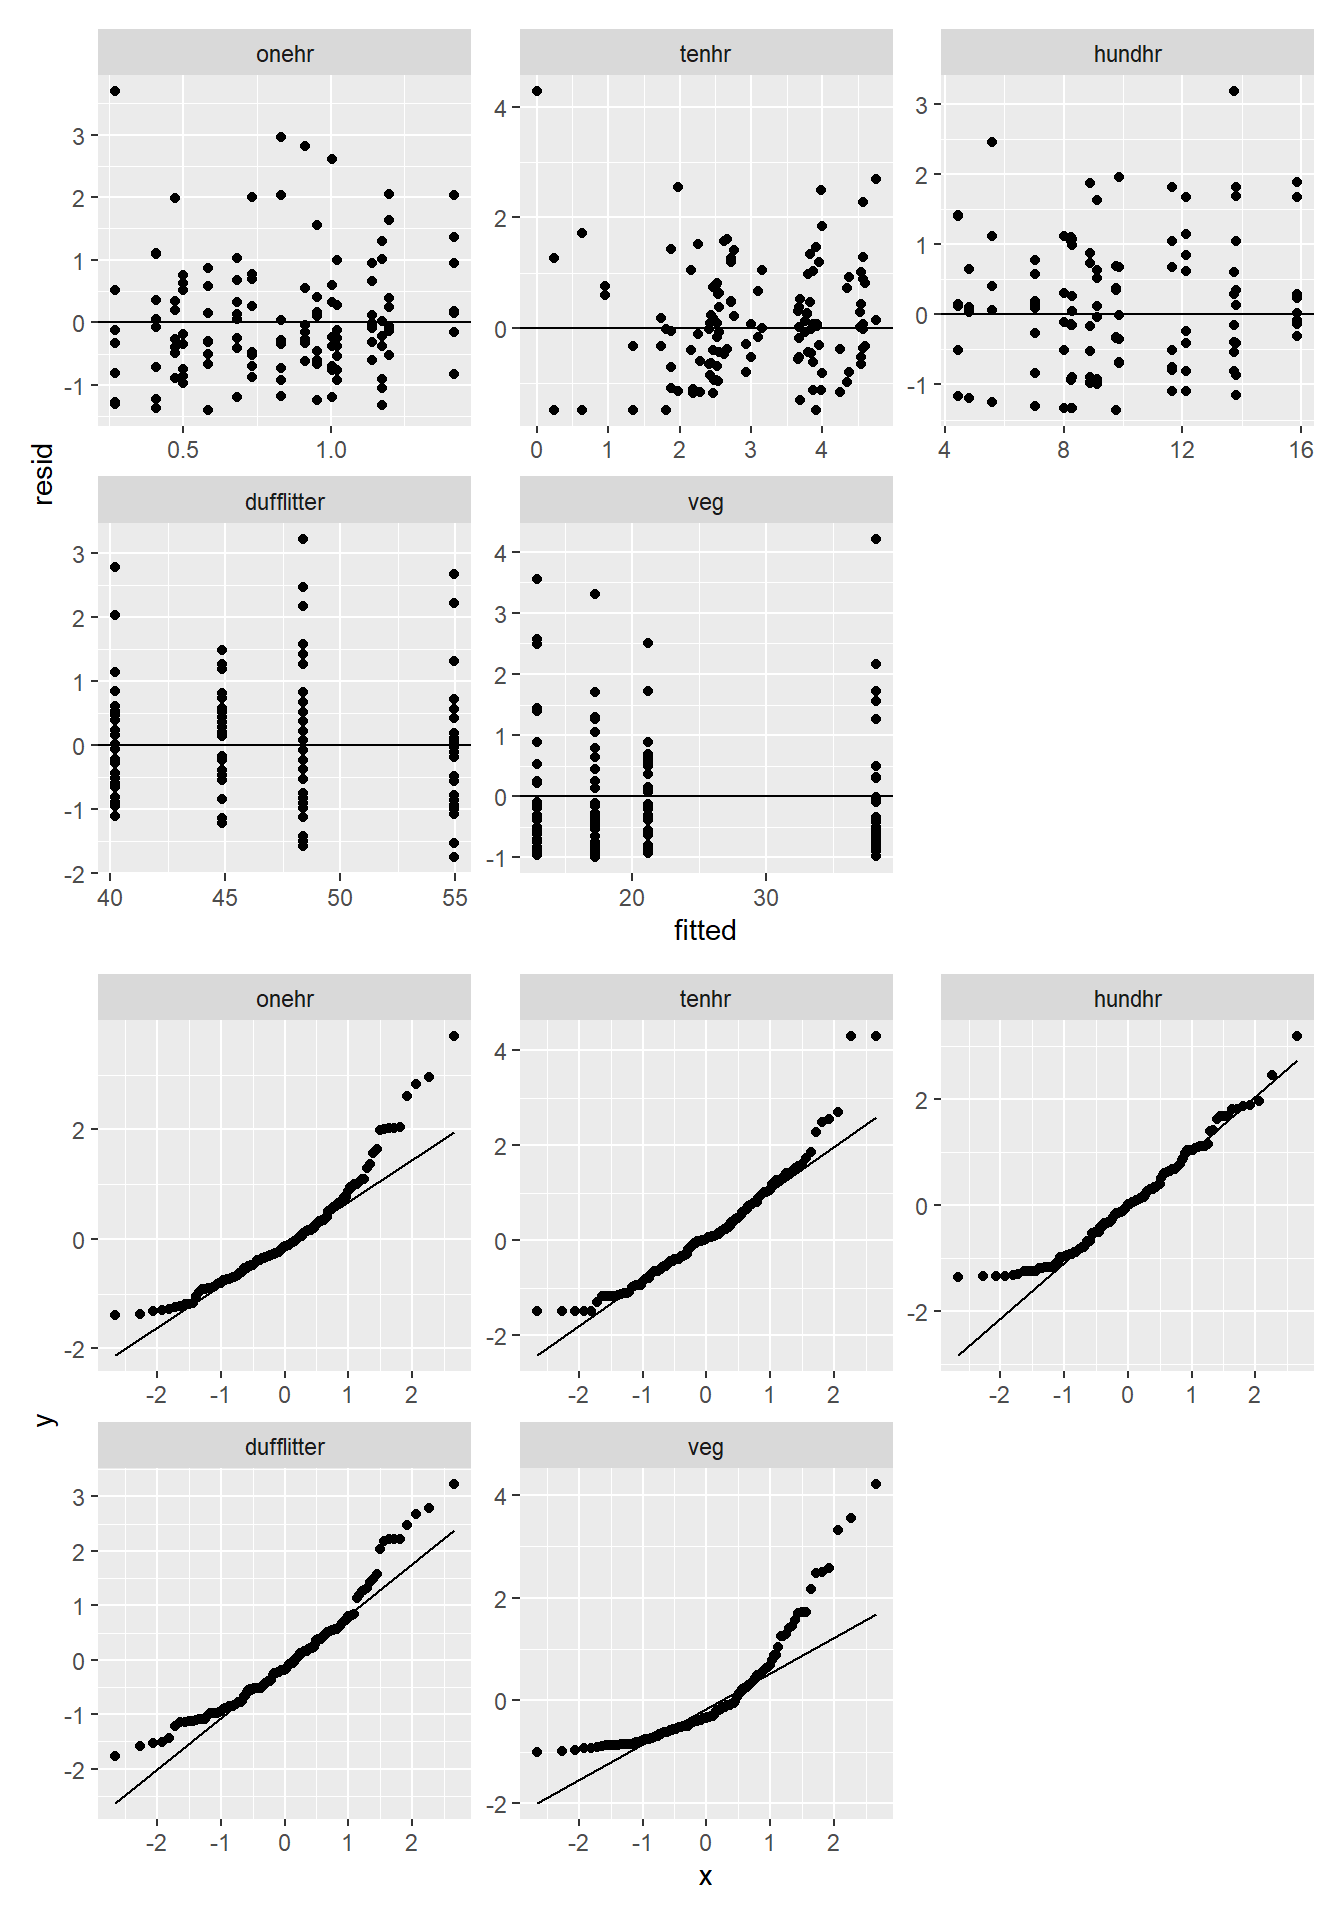 onehr tenhr hundhr
3 4 3
2 2 2
1 1
0 0 0
-1 -1
0.5 1.0 0 1 2 3 4 4 8 12 16
resid
dufflitter veg
3 4
2 3
1 2
0 1
-1 0
-2 -1
40 45 50 55 20 30
fitted
onehr tenhr hundhr
2 4 2
0 2 0
-2 0 -2
-2
-2 -1 0 1 2 -2 -1 0 1 2 -2 -1 0 1 2
y
dufflitter veg
3 4
2 2
1 0
0 -2
-1
-2
-2 -1 0 1 2 -2 -1 0 1 2
x